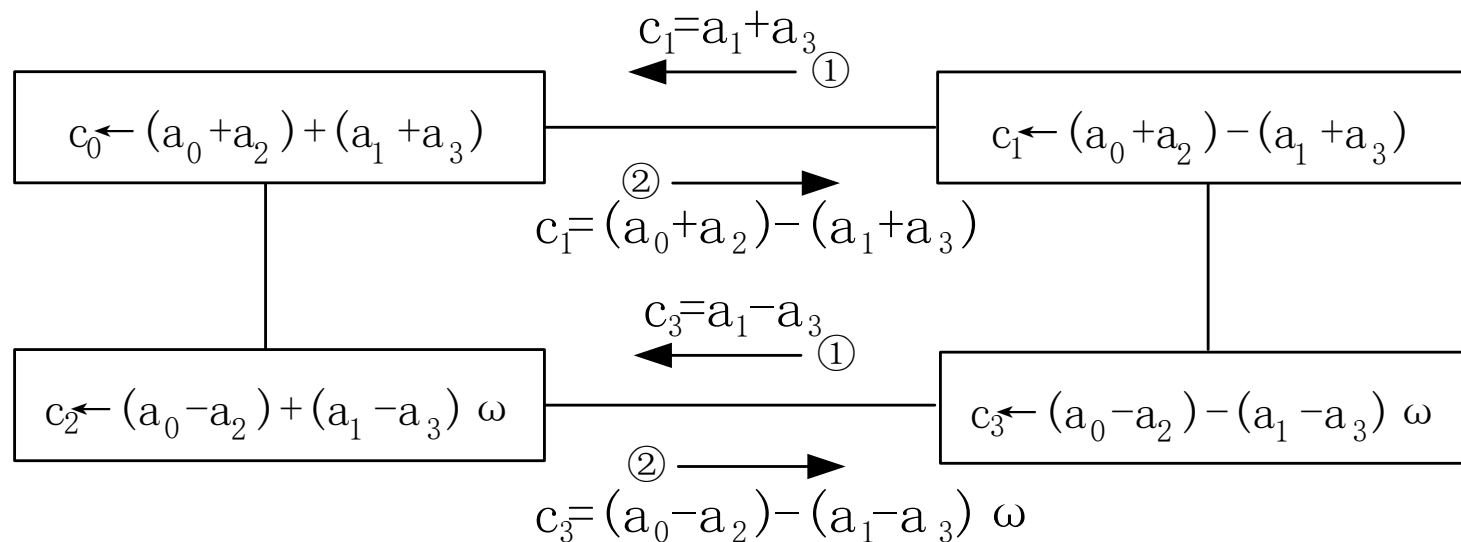 c₁=a₁+a₃
①
c₀←(a₀+a₂)+(a₁+a₃)
c₁←(a₀+a₂)-(a₁+a₃)
②
c₁=(a₀+a₂)-(a₁+a₃)
c₃=a₁-a₃
①
c₂←(a₀-a₂)+(a₁-a₃) ω
c₃←(a₀-a₂)-(a₁-a₃) ω
②
c₃=(a₀-a₂)-(a₁-a₃) ω